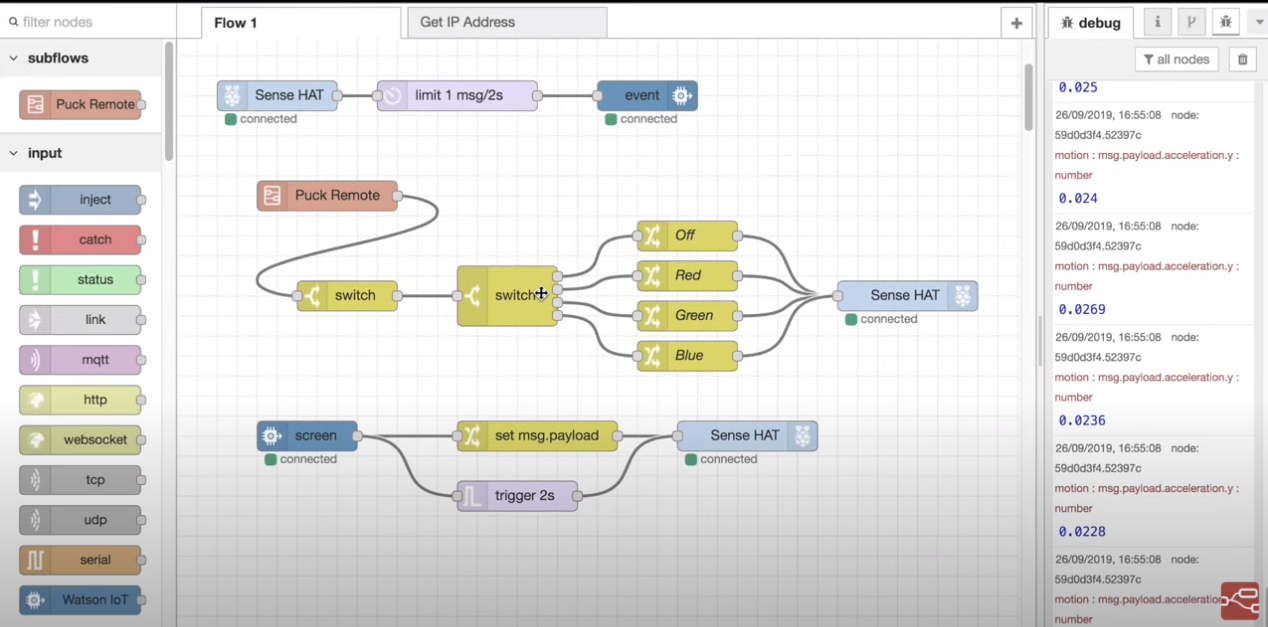 filter nodes
Flow 1
Get IP Address
debug
all nodes
subflows
Puck Remote
input
inject
catch
status
link
mqtt
http
websocket
tcp
udp
serial
Watson IoT
Sense HAT
connected
limit 1 msg/2s
event
connected
Puck Remote
switch
switch
Off
Red
Green
Blue
Sense HAT
connected
screen
connected
set msg.payload
trigger 2s
Sense HAT
connected
0.025
26/09/2019, 16:55:08 node:
59d0d3f4.52397c
motion : msg.payload.acceleration.y :
number
0.024
26/09/2019, 16:55:08 node:
59d0d3f4.52397c
motion : msg.payload.acceleration.y :
number
0.0269
26/09/2019, 16:55:08 node:
59d0d3f4.52397c
motion : msg.payload.acceleration.y :
number
0.0236
26/09/2019, 16:55:08 node:
59d0d3f4.52397c
motion : msg.payload.acceleration.y :
number
0.0228
26/09/2019, 16:55:08 node:
59d0d3f4.52397c
motion : msg.payload.acceleratio
number